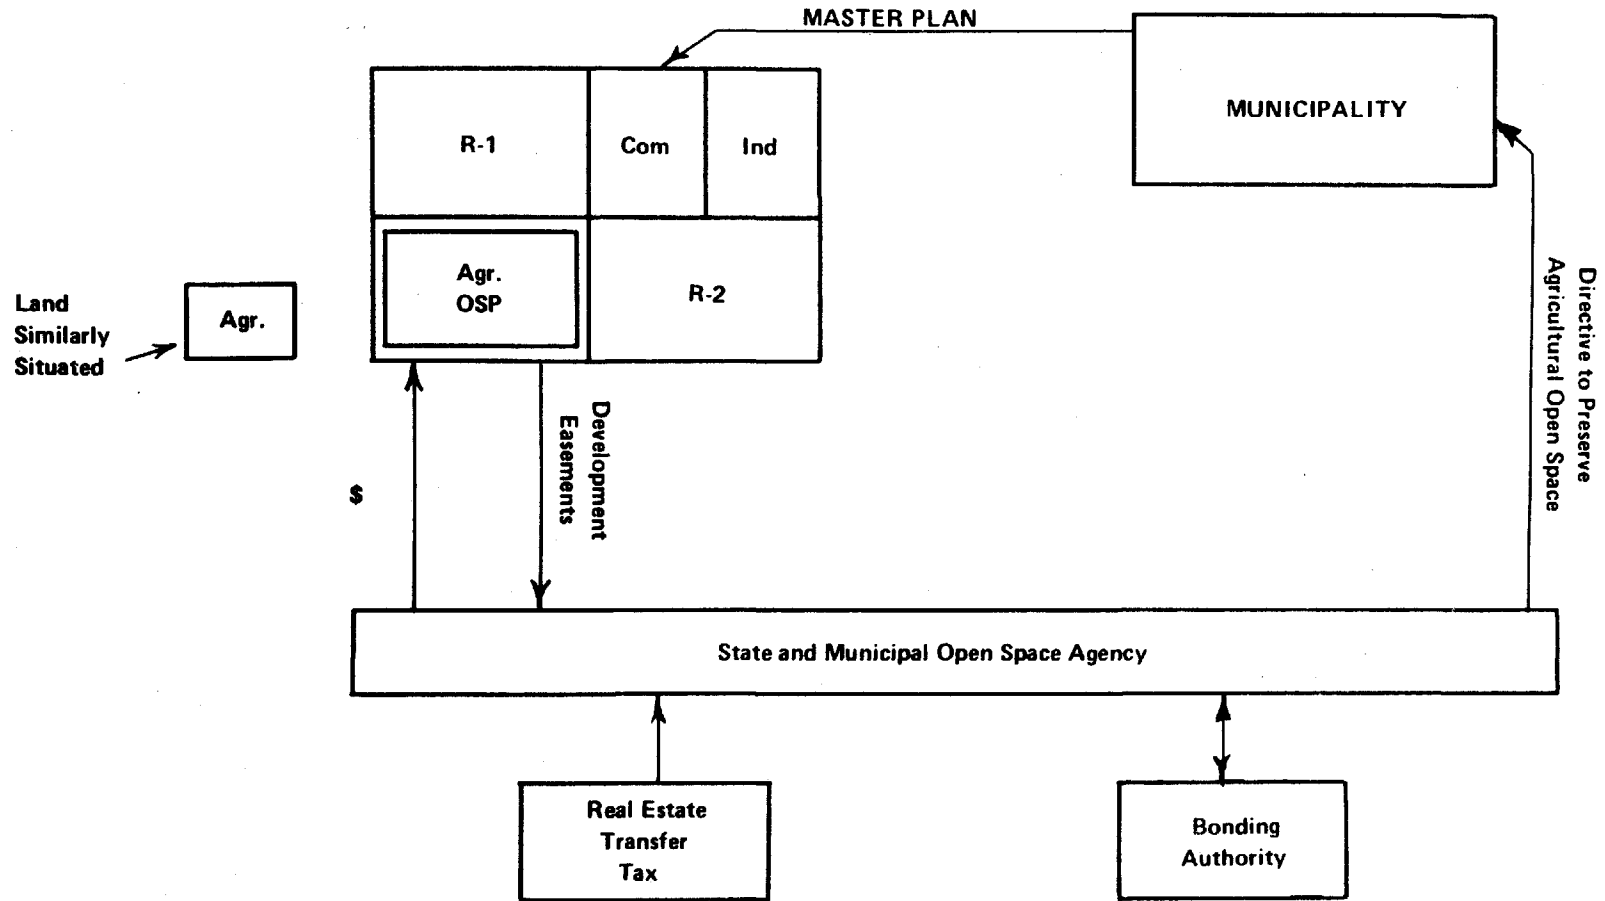 MASTER PLAN
MUNICIPALITY
R-1
Com
Ind
Agr.
OSP
R-2
Land
Similarly
Situated
Agr.
Directive to Preserve
Agricultural Open Space
Development
Easements
$
State and Municipal Open Space Agency
Real Estate
Transfer
Tax
Bonding
Authority